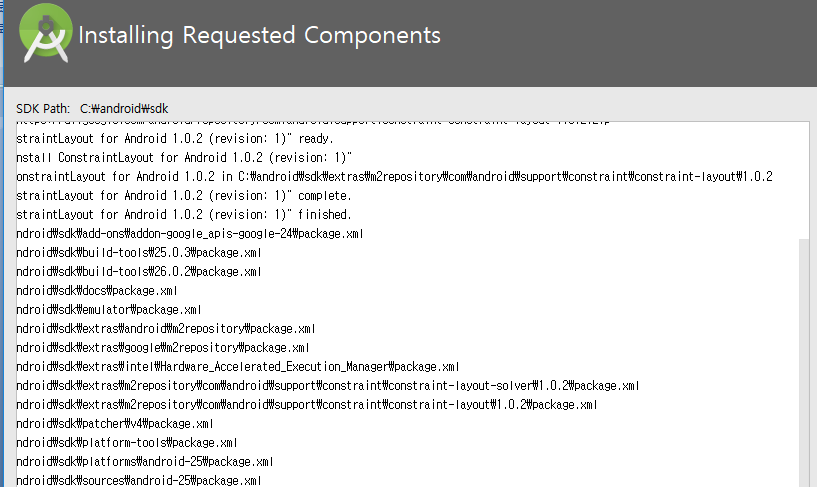 Installing Requested Components
SDK Path: C:₩android₩sdk
straintLayout for Android 1.0.2 (revision: 1)" ready.
nstall ConstraintLayout for Android 1.0.2 (revision: 1)"
onstraintLayout for Android 1.0.2 in C:₩android₩sdk₩extras₩m2repository₩com₩android₩support₩constraint₩constraint-layout₩1.0.2
straintLayout for Android 1.0.2 (revision: 1)" complete.
straintLayout for Android 1.0.2 (revision: 1)" finished.
ndroid₩sdk₩add-ons₩addon-google_apis-google-24₩package.xml
ndroid₩sdk₩build-tools₩25.0.3₩package.xml
ndroid₩sdk₩build-tools₩26.0.2₩package.xml
ndroid₩sdk₩docs₩package.xml
ndroid₩sdk₩emulator₩package.xml
ndroid₩sdk₩extras₩android₩m2repository₩package.xml
ndroid₩sdk₩extras₩google₩m2repository₩package.xml
ndroid₩sdk₩extras₩intel₩Hardware_Accelerated_Execution_Manager₩package.xml
ndroid₩sdk₩extras₩m2repository₩com₩android₩support₩constraint₩constraint-layout-solver₩1.0.2₩package.xml
ndroid₩sdk₩extras₩m2repository₩com₩android₩support₩constraint₩constraint-layout₩1.0.2₩package.xml
ndroid₩sdk₩patcher₩v4₩package.xml
ndroid₩sdk₩platform-tools₩package.xml
ndroid₩sdk₩platforms₩android-25₩package.xml
ndroid₩sdk₩sources₩android-25₩package.xml